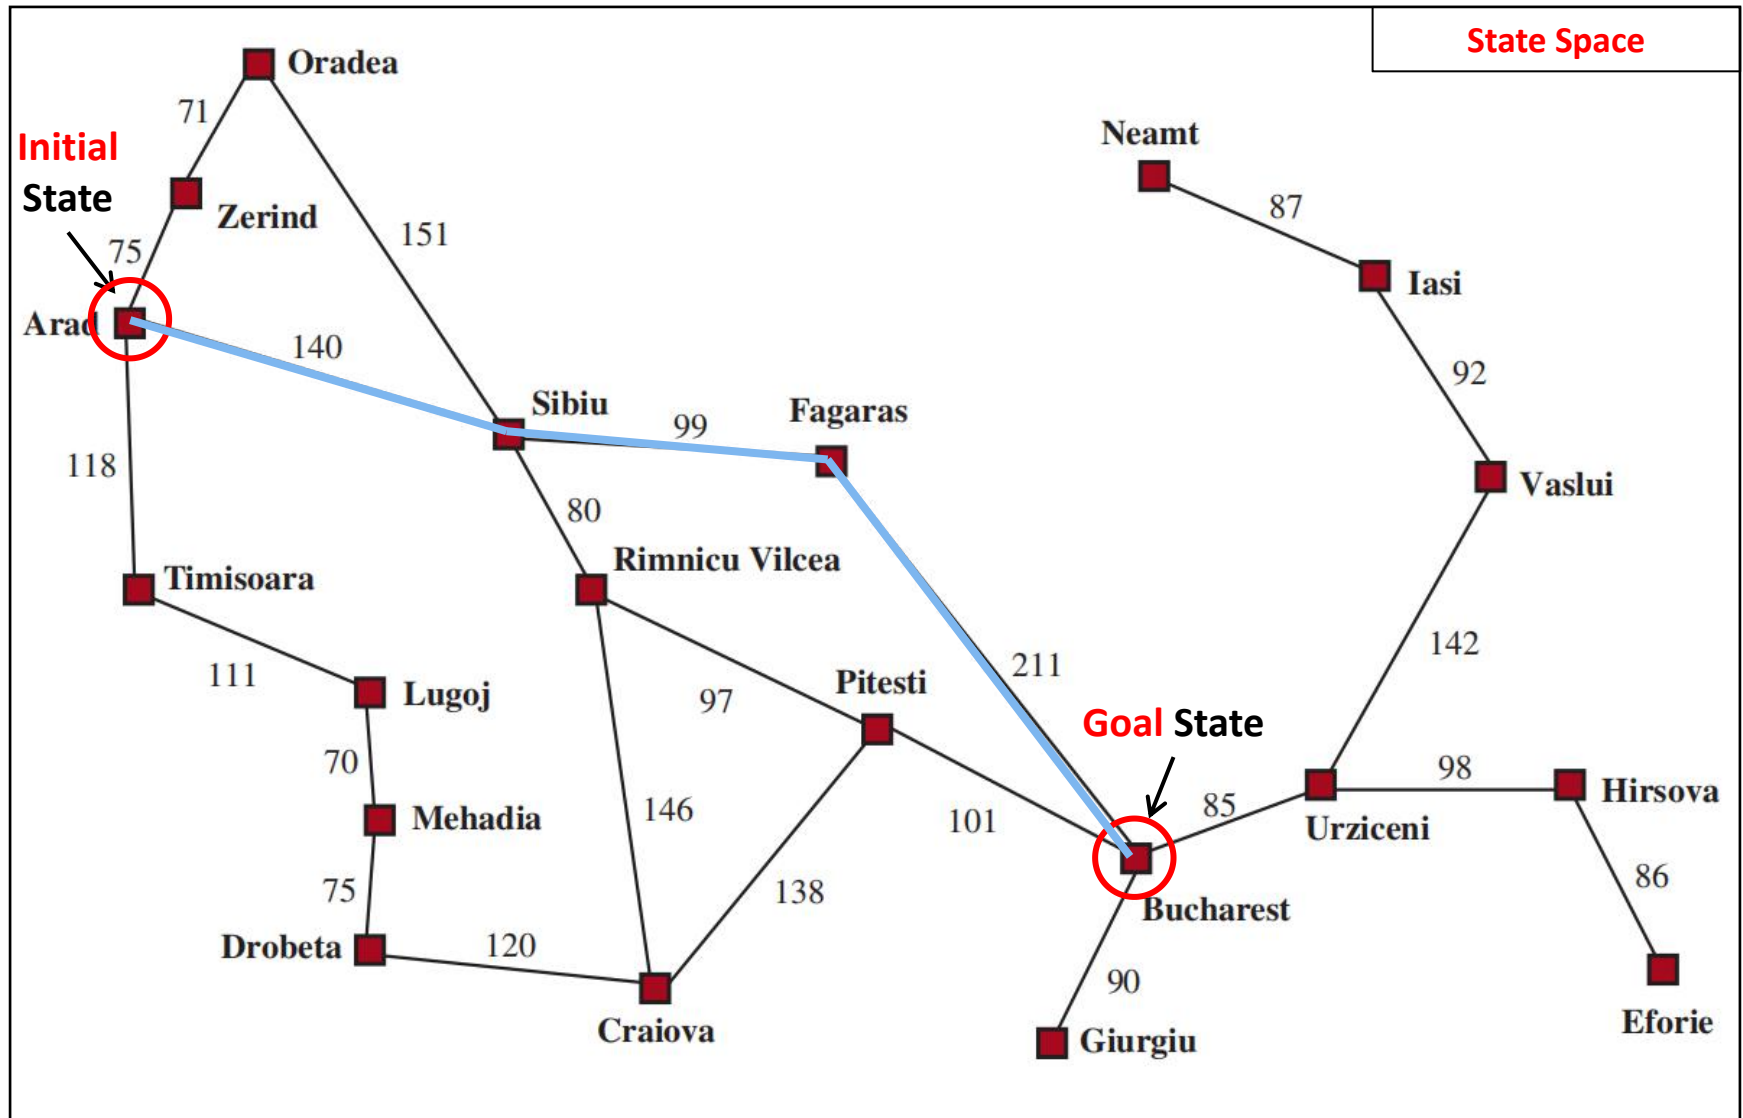 State Space
Oradea
71
Initial
State
Neamt
87
Zerind
151
75
Iasi
Arad
140
92
Sibiu
99
Fagaras
118
Vaslui
80
Rimnicu Vilcea
Timisoara
111
211
142
Lugoj
97
Pitesti
Goal State
70
98
Hirsova
Mehadia
146
101
85
Urziceni
75
138
86
Bucharest
Drobeta
120
90
Craiova
Giurgiu
Eforie